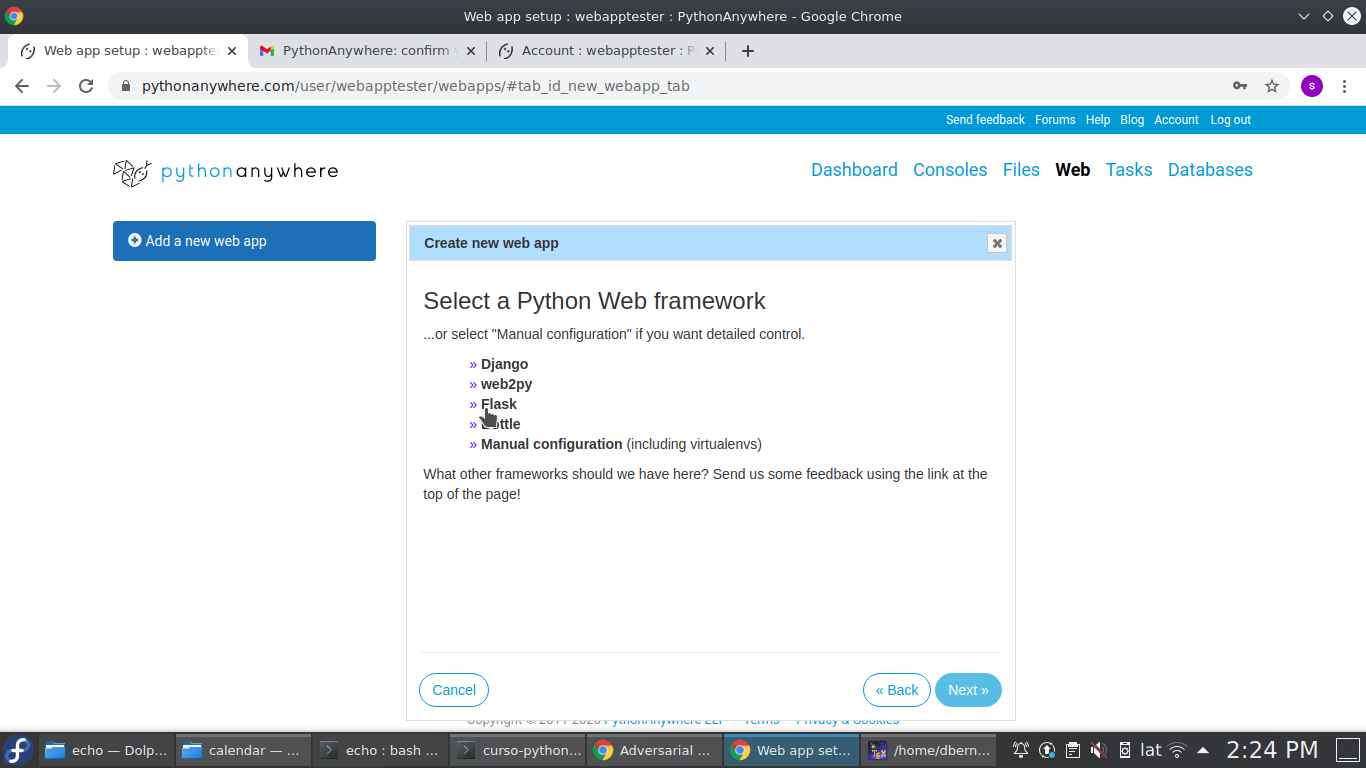 Web app setup : webapptester : PythonAnywhere - Google Chrome
Web app setup : webappte
PythonAnywhere: confirm
Account : webapptester : P
pythonanywhere.com/user/webapptester/webapps/#tab_id_new_webapp_tab
s
Send feedback Forums Help Blog Account Log out
pythonanywhere
Dashboard Consoles Files Web Tasks Databases
Add a new web app
Create new web app
Select a Python Web framework
...or select "Manual configuration" if you want detailed control.
» Django
» web2py
» Flask
» ttle
» Manual configuration (including virtualenvs)
What other frameworks should we have here? Send us some feedback using the link at the
top of the page!
Cancel
« Back
Next »
Copyright © PythonAnywhere LLP Terms Privacy & Cookies
echo — Dolp...
calendar — ...
echo : bash ...
curso-python...
Adversarial ...
Web app set...
/home/dbern...
lat
2:24 PM